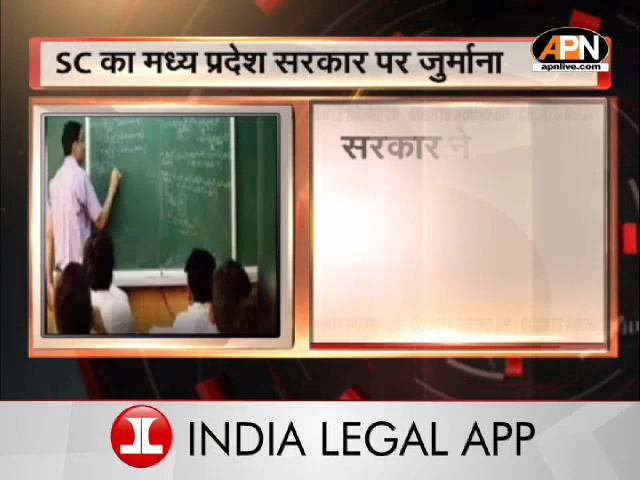 SC का मध्य प्रदेश सरकार पर जुर्माना
APN
apnlive.com
सरकार ने
INDIA LEGAL APP